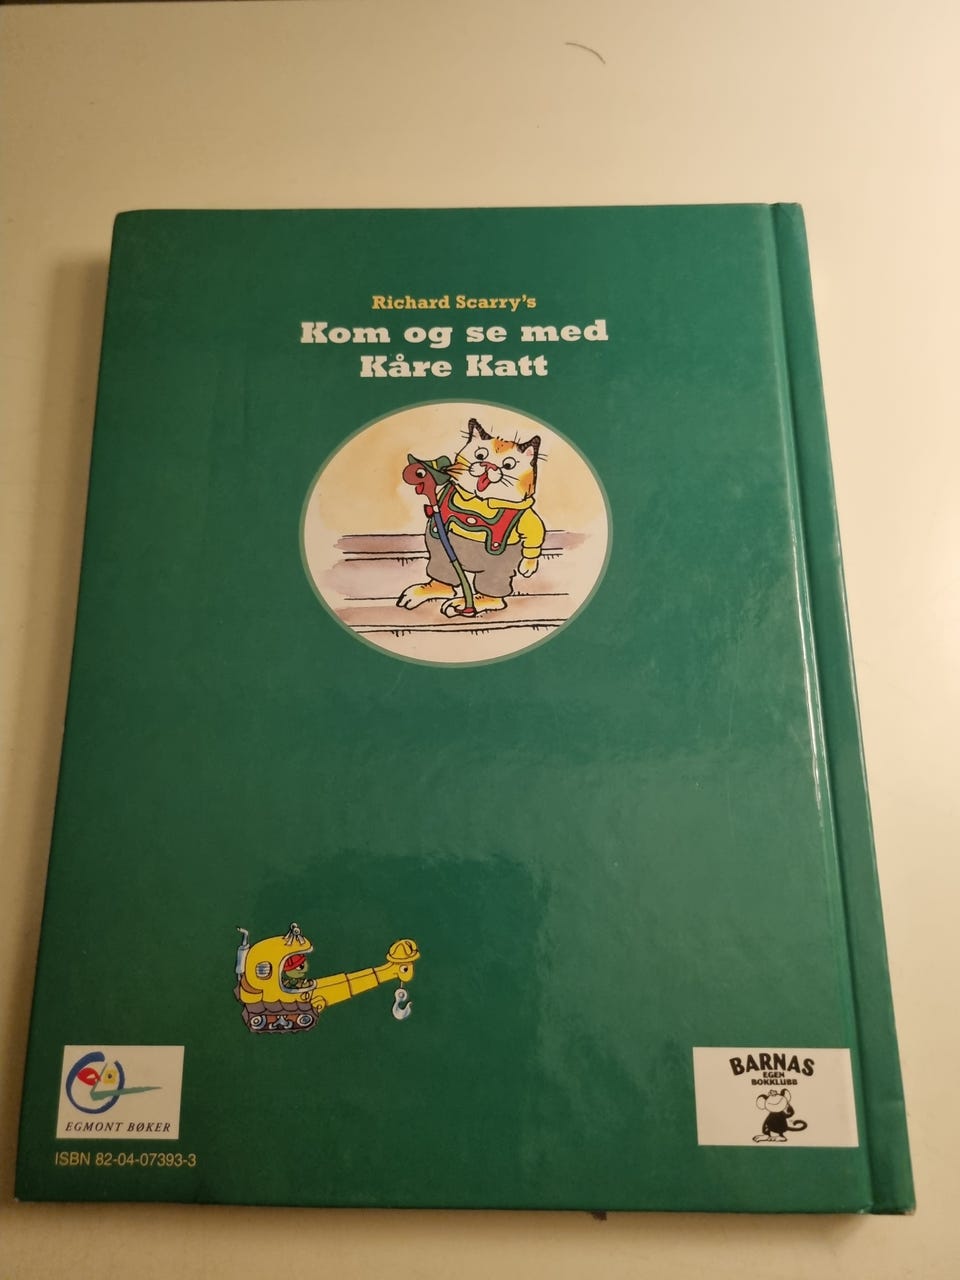 Richard Scarry's
Kom og se med
Kåre Katt
EGMONT BØKER
ISBN 82-04-07393-3
BARNAS
EGEN
BOKKLUBB